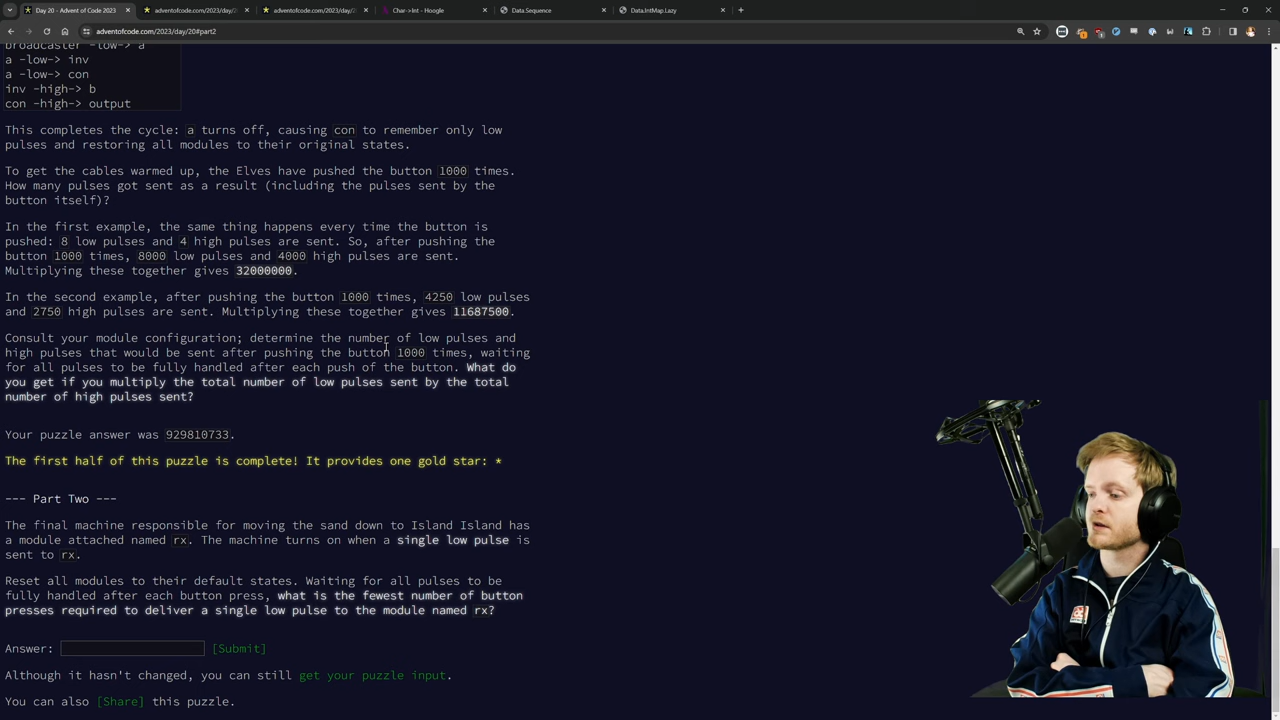 Day 20 - Advent of Code 2023
adventofcode.com/2023/day/
adventofcode.com/2023/day/2
Char->Int - Hoogle
Data.Sequence
Data.IntMap.Lazy
adventofcode.com/2023/day/20#part2
broadcaster -low-> a
a -low-> inv
a -low-> con
inv -high-> b
con -high-> output
This completes the cycle: a turns off, causing con to remember only low
pulses and restoring all modules to their original states.
To get the cables warmed up, the Elves have pushed the button 1000 times.
How many pulses got sent as a result (including the pulses sent by the
button itself)?
In the first example, the same thing happens every time the button is
pushed: 8 low pulses and 4 high pulses are sent. So, after pushing the
button 1000 times, 8000 low pulses and 4000 high pulses are sent.
Multiplying these together gives 32000000.
In the second example, after pushing the button 1000 times, 4250 low pulses
and 2750 high pulses are sent. Multiplying these together gives 11687500.
Consult your module configuration; determine the number of low pulses and
high pulses that would be sent after pushing the button 1000 times, waiting
for all pulses to be fully handled after each push of the button. What do
you get if you multiply the total number of low pulses sent by the total
number of high pulses sent?
Your puzzle answer was 929810733.
The first half of this puzzle is complete! It provides one gold star: *
--- Part Two ---
The final machine responsible for moving the sand down to Island Island has
a module attached named rx. The machine turns on when a single low pulse is
sent to rx.
Reset all modules to their default states. Waiting for all pulses to be
fully handled after each button press, what is the fewest number of button
presses required to deliver a single low pulse to the module named rx?
Answer: [Submit]
Although it hasn't changed, you can still get your puzzle input.
You can also [Share] this puzzle.